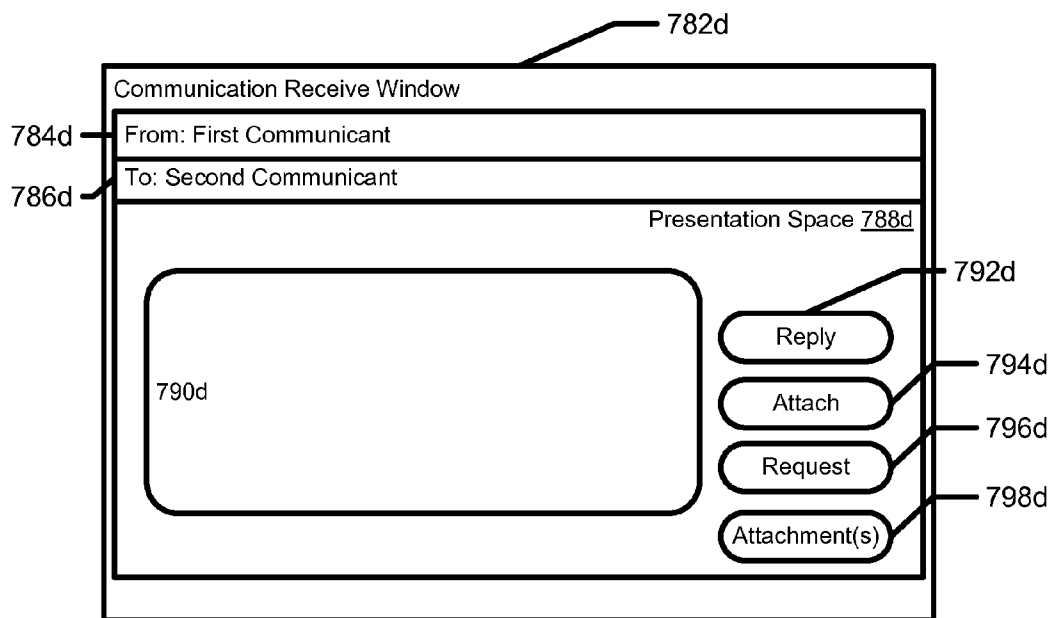 782d
Communication Receive Window
784d
From: First Communicant
786d
To: Second Communicant
Presentation Space 788d
792d
Reply
794d
790d
Attach
796d
Request
798d
Attachment(s)